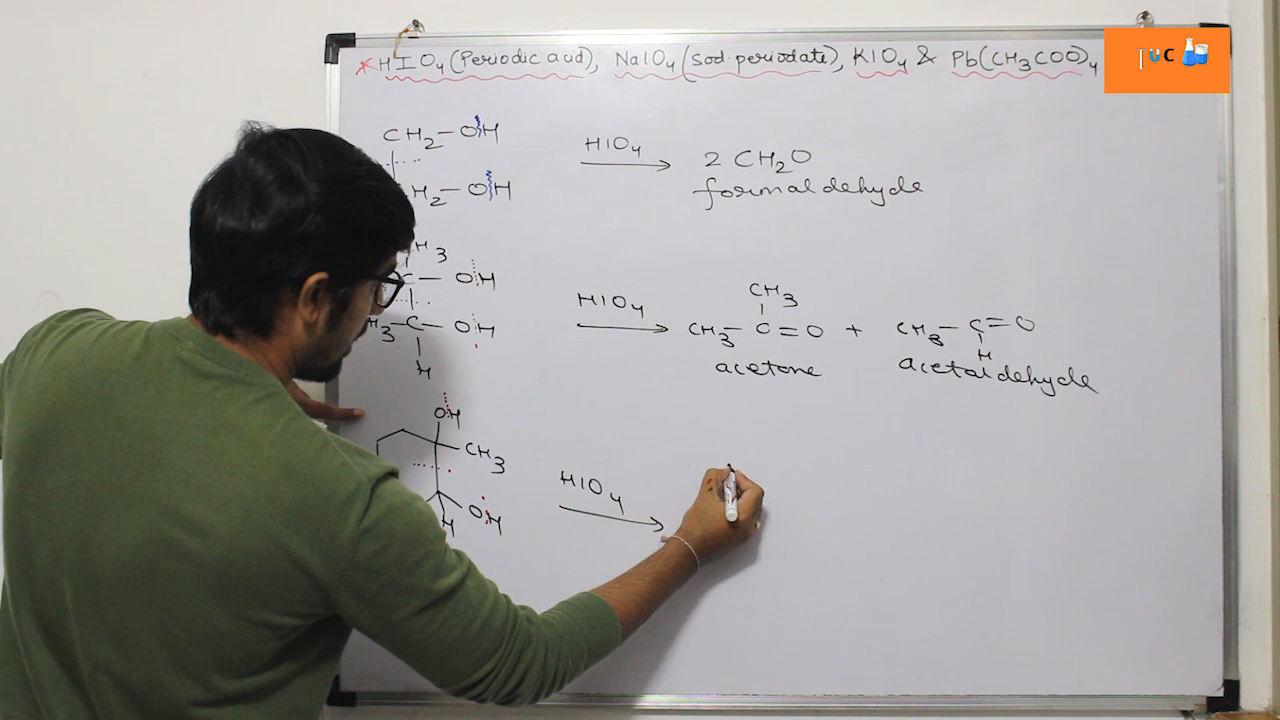 * HIO4 (Periodic acid), NaIO4 (sod. periodate), KIO4 & Pb(CH3COO)4
TUC
CH2 — OH
H2 — OH
HIO4
2 CH2O
formaldehyde
H3
C — OH
H3 — C — OH
H
HIO4
CH3
CH3 — C = O + CH3 — C = O
H
acetone
acetaldehyde
OH
CH3
OH
H
HIO4